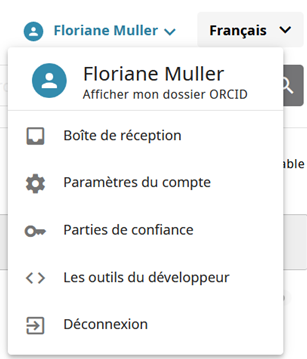 Floriane Muller Français
Floriane Muller
Afficher mon dossier ORCID
Boîte de réception
able
Paramètres du compte
Parties de confiance
Les outils du développeur
Déconnexion